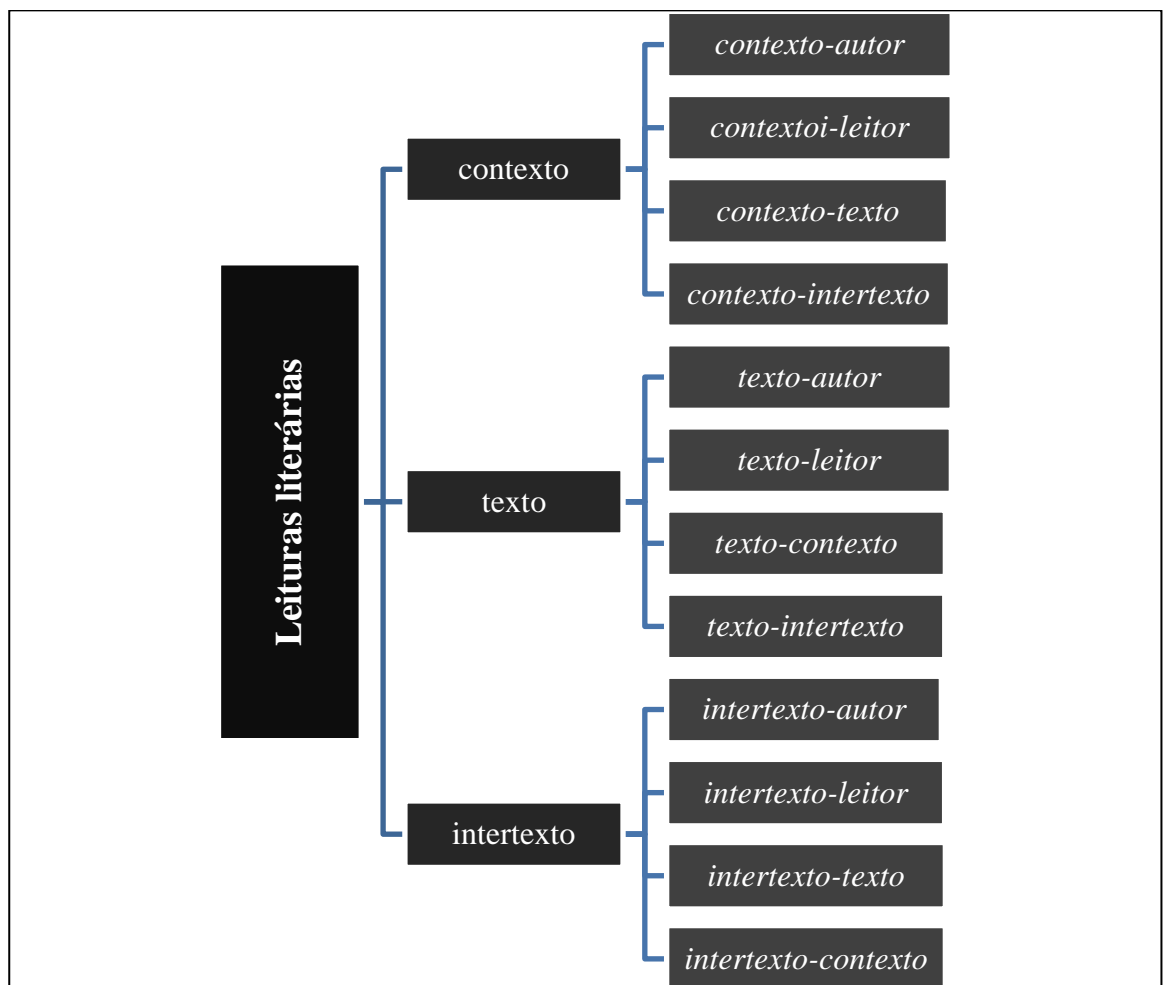 Leituras literárias
contexto
contexto-autor
contextoi-leitor
contexto-texto
contexto-intertexto
texto
texto-autor
texto-leitor
texto-contexto
texto-intertexto
intertexto
intertexto-autor
intertexto-leitor
intertexto-texto
intertexto-contexto